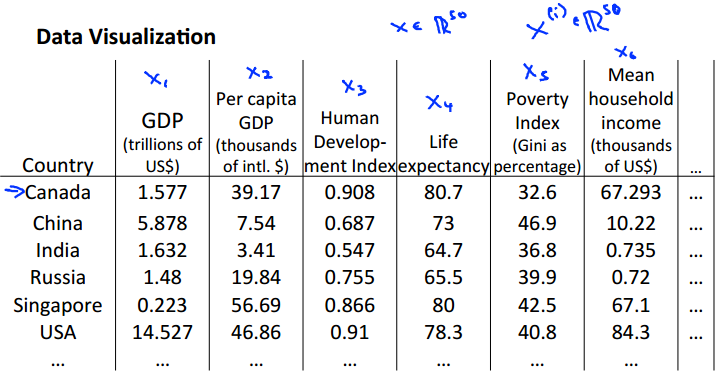 Data Visualization x ∈ ℝ⁵⁰ x⁽ⁱ⁾ ∈ ℝ⁵⁰
x₁ x₂ x₃ x₄ x₅ x₆
Country GDP (trillions of US$) Per capita GDP (thousands of intl. $) Human Develop-ment Index Life expectancy Poverty Index (Gini as percentage) Mean household income (thousands of US$) ...
→Canada 1.577 39.17 0.908 80.7 32.6 67.293 ...
China 5.878 7.54 0.687 73 46.9 10.22 ...
India 1.632 3.41 0.547 64.7 36.8 0.735 ...
Russia 1.48 19.84 0.755 65.5 39.9 0.72 ...
Singapore 0.223 56.69 0.866 80 42.5 67.1 ...
USA 14.527 46.86 0.91 78.3 40.8 84.3 ...
... ... ... ... ... ... ...